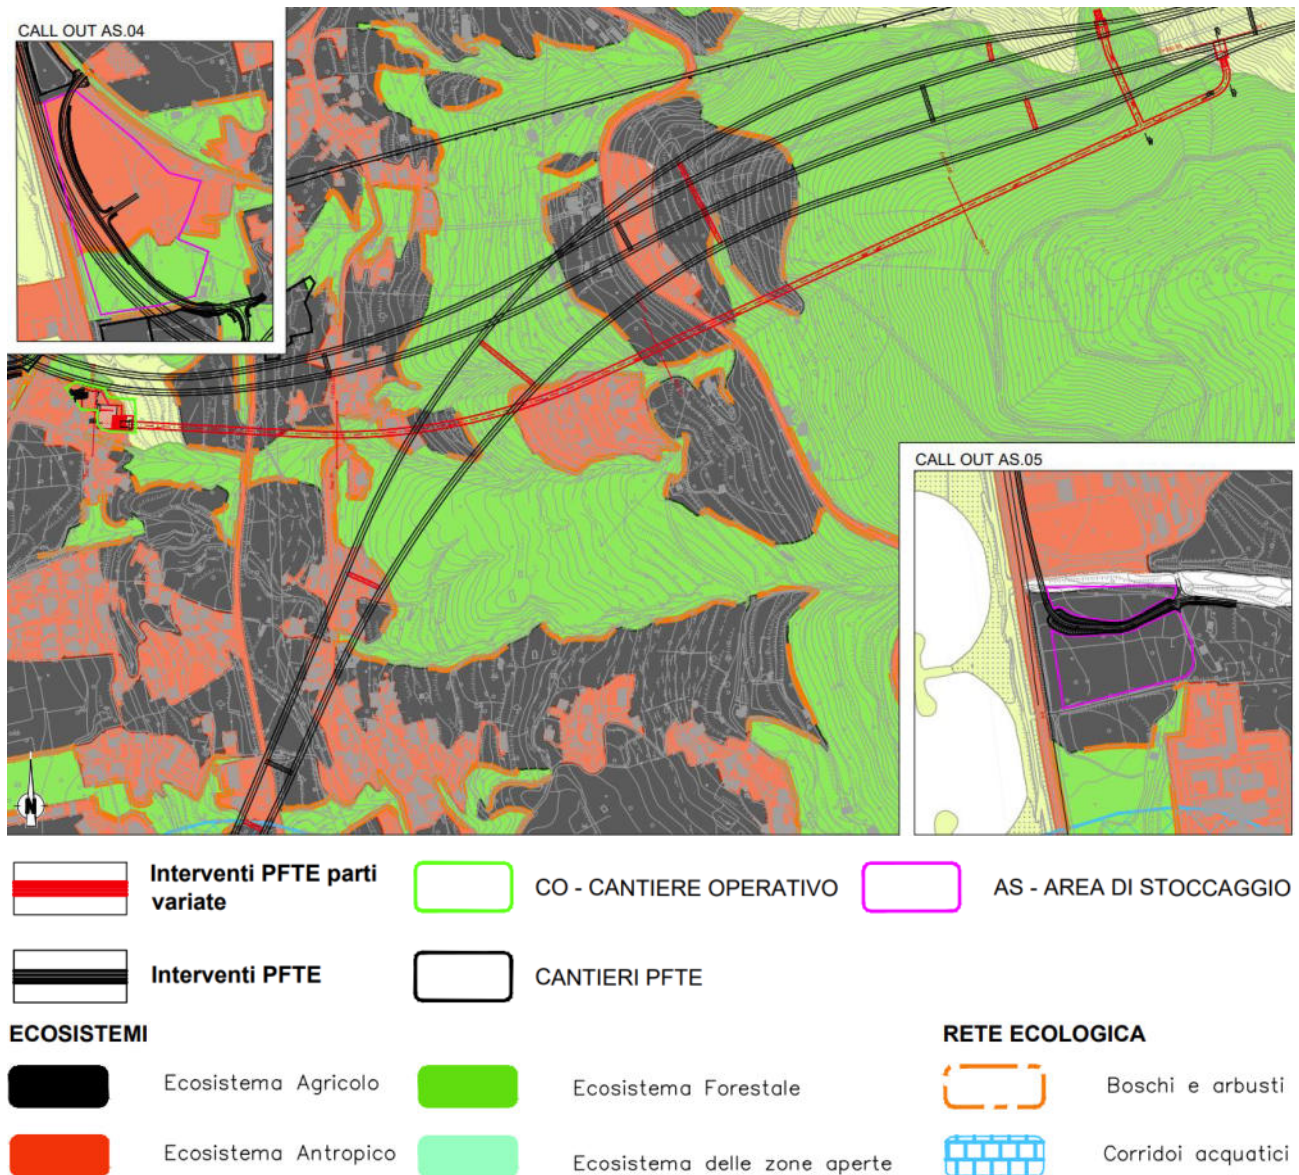 CALL OUT AS.04
CALL OUT AS.05
N
Interventi PFTE parti
variate
CO - CANTIERE OPERATIVO
AS - AREA DI STOCCAGGIO
Interventi PFTE
CANTIERI PFTE
ECOSISTEMI
RETE ECOLOGICA
Ecosistema Agricolo
Ecosistema Forestale
Boschi e arbusti
Ecosistema Antropico
Ecosistema delle zone aperte
Corridoi acquatici